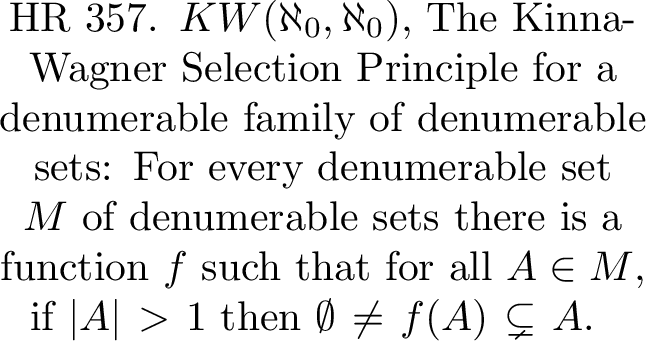 HR 357. KW(ℵ₀, ℵ₀), The Kinna-
Wagner Selection Principle for a
denumerable family of denumerable
sets: For every denumerable set
M of denumerable sets there is a
function f such that for all A ∈ M,
if |A| > 1 then ∅ ≠ f(A) ⊊ A.